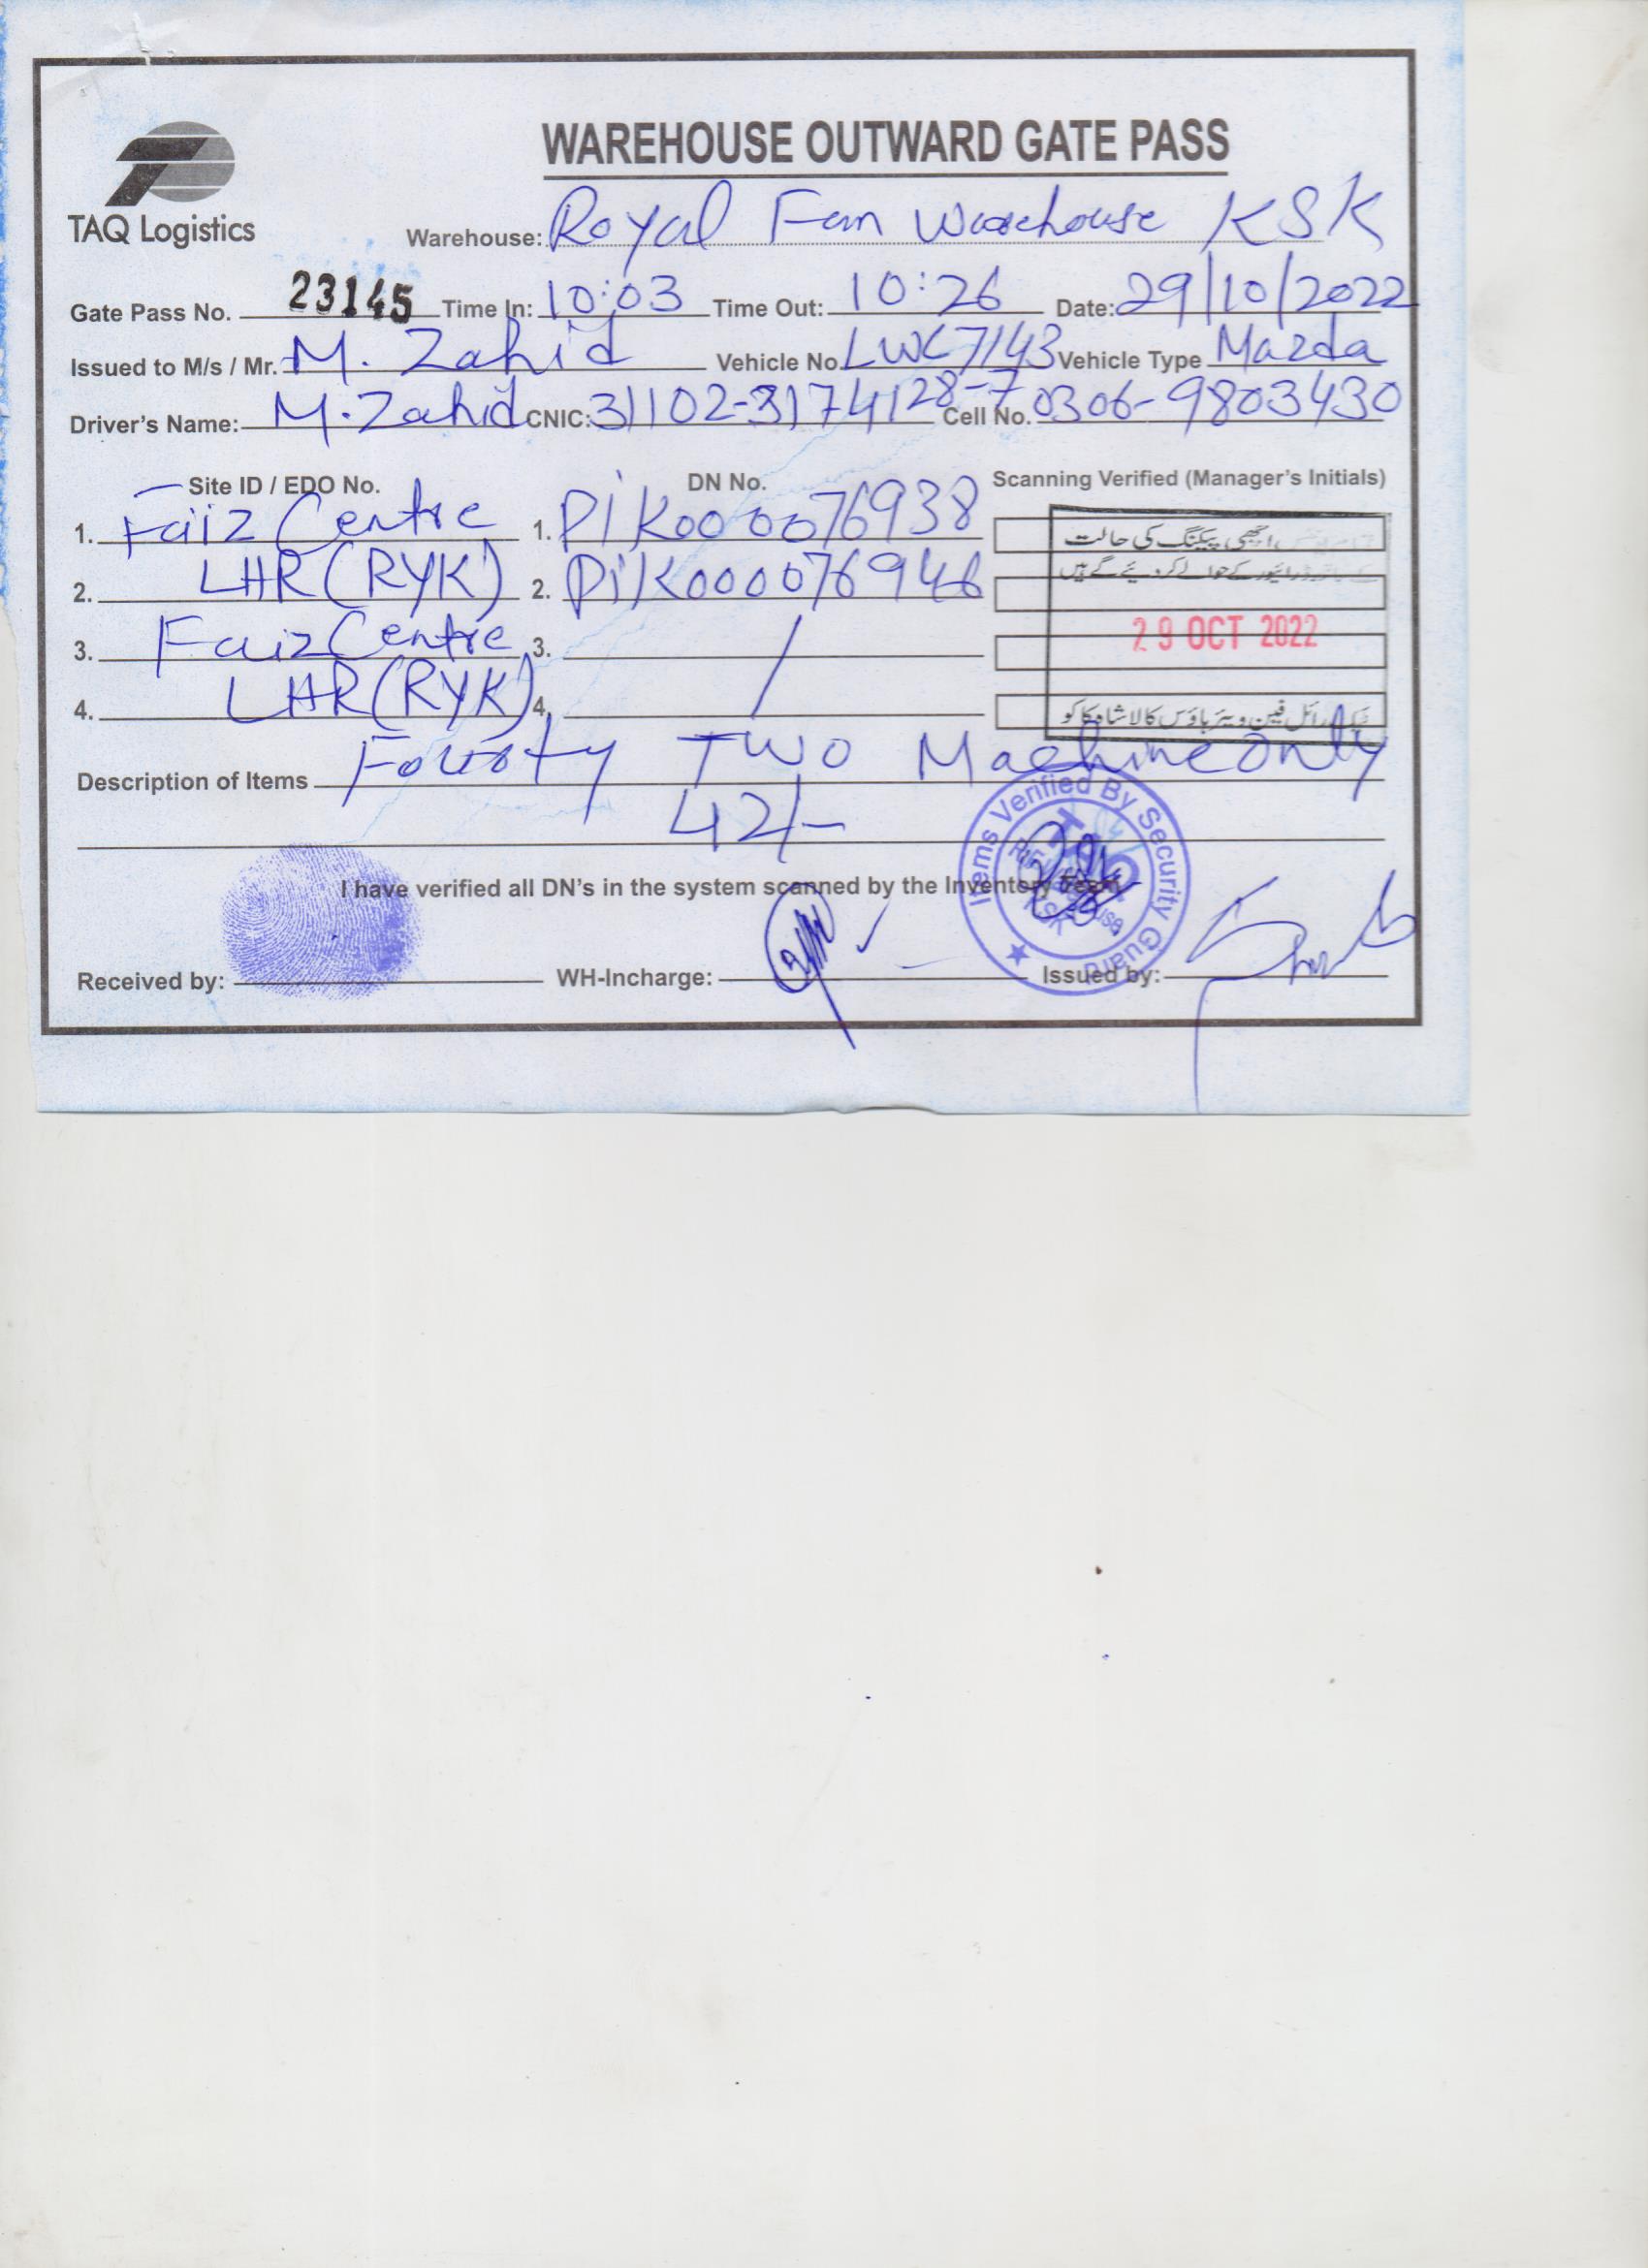 WAREHOUSE OUTWARD GATE PASS
TAQ Logistics
Warehouse: Royal Fan Warehouse KSK
Gate Pass No. 23145 Time In: 10:03 Time Out: 10:26 Date: 29/10/2022
Issued to M/s / Mr. M. Zahid Vehicle No. LWC7143 Vehicle Type Mazda
Driver's Name: M. Zahid CNIC: 31102-3174128-7 Cell No. 0306-9803430
Site ID / EDO No. DN No. Scanning Verified (Manager's Initials)
1. Faiz Centre 1. PIK0000076938
اچھی پیکنگ کی حالت
2. LHR (RYK) 2. PIK0000076946
ڈرائیور کے حوالے کر دیئے گئے ہیں
3. Faiz Centre 3. /
29 OCT 2022
4. LHR (RYK) 4.
رائل فین ویئر ہاؤس کالا شاہ کاکو
Description of Items Fourty Two Machine only
42/-
Items Verified By Security Guard
I have verified all DN's in the system scanned by the Inventory Team
Received by: WH-Incharge: Issued by: